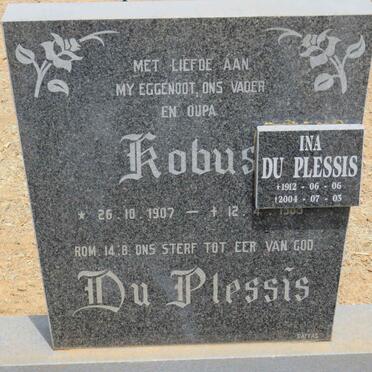 MET LIEFDE AAN
MY EGGENOOT, ONS VADER
EN OUPA
Kobus
* 26. 10. 1907 — † 12.
ROM. 14:8. ONS STERF TOT EER VAN GOD
Du Plessis
INA
DU PLESSIS
†1912 - 06 - 06
†2004 - 07 - 03